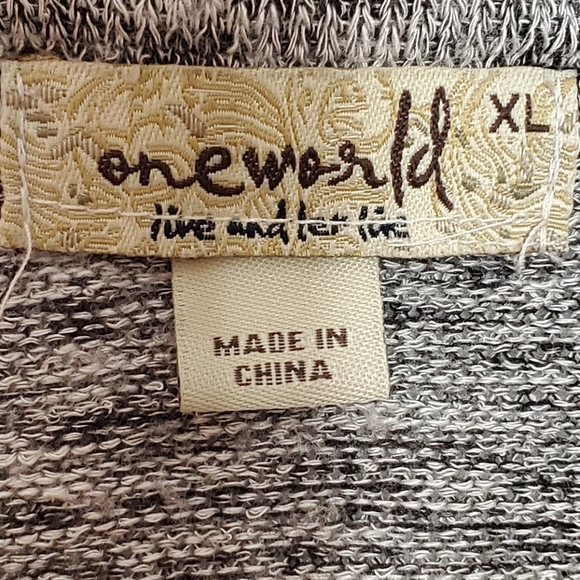 oneworld XL
live and let live
MADE IN
CHINA